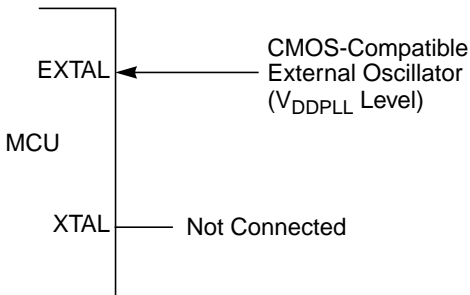 CMOS-Compatible
EXTAL External Oscillator
(VDDPLL Level)
MCU
XTAL Not Connected